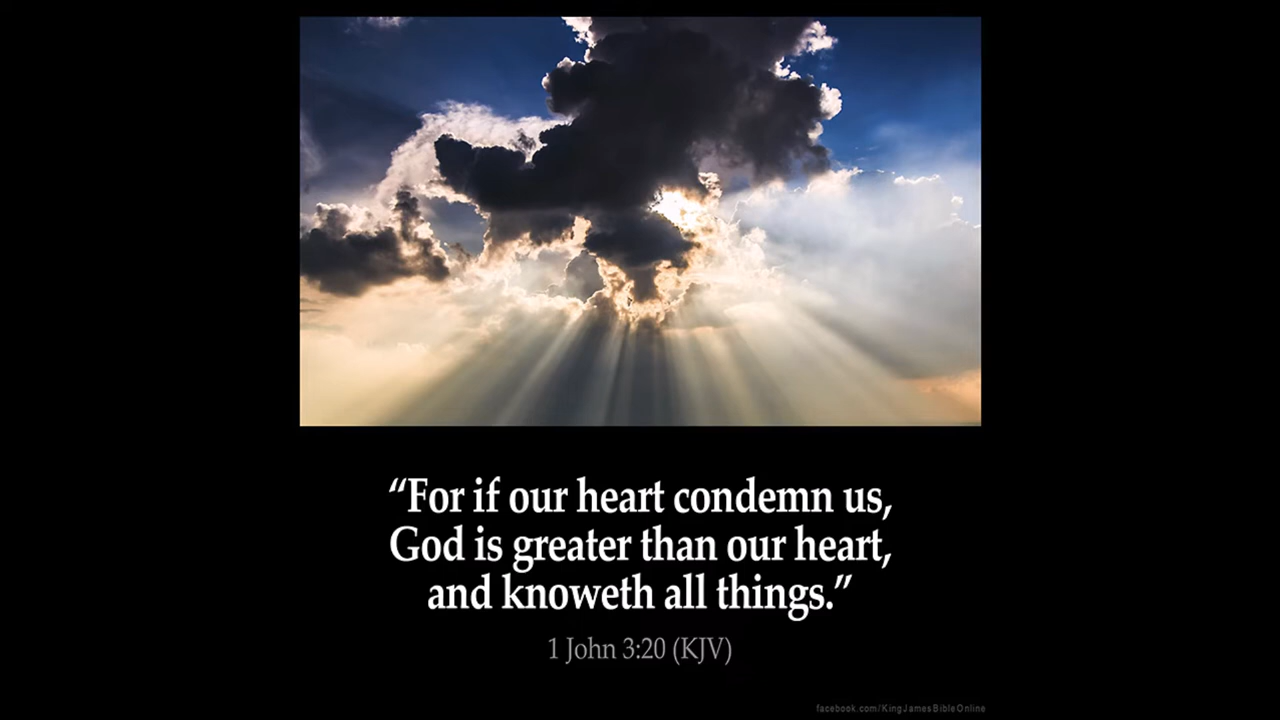 “For if our heart condemn us,
God is greater than our heart,
and knoweth all things.”
1 John 3:20 (KJV)
facebook.com/KingJamesBibleOnline